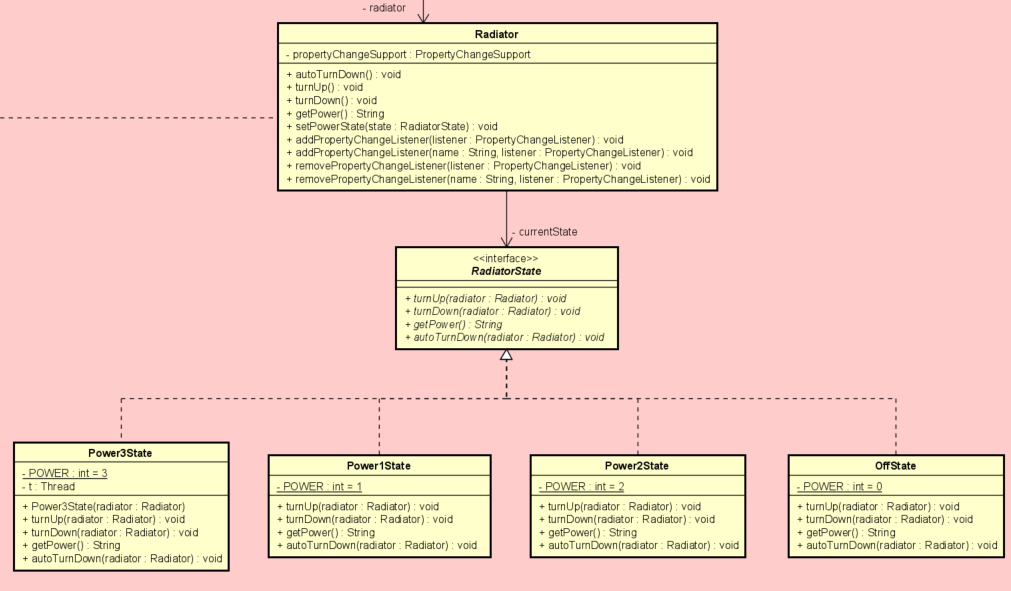 - radiator
Radiator
- propertyChangeSupport : PropertyChangeSupport
+ autoTurnDown() : void
+ turnUp() : void
+ turnDown() : void
+ getPower() : String
+ setPowerState(state : RadiatorState) : void
+ addPropertyChangeListener(listener : PropertyChangeListener) : void
+ addPropertyChangeListener(name : String, listener : PropertyChangeListener) : void
+ removePropertyChangeListener(listener : PropertyChangeListener) : void
+ removePropertyChangeListener(name : String, listener : PropertyChangeListener) : void
- currentState
<<interface>>
RadiatorState
+ turnUp(radiator : Radiator) : void
+ turnDown(radiator : Radiator) : void
+ getPower() : String
+ autoTurnDown(radiator : Radiator) : void
Power3State
- POWER : int = 3
- t : Thread
+ Power3State(radiator : Radiator)
+ turnUp(radiator : Radiator) : void
+ turnDown(radiator : Radiator) : void
+ getPower() : String
+ autoTurnDown(radiator : Radiator) : void
Power1State
- POWER : int = 1
+ turnUp(radiator : Radiator) : void
+ turnDown(radiator : Radiator) : void
+ getPower() : String
+ autoTurnDown(radiator : Radiator) : void
Power2State
- POWER : int = 2
+ turnUp(radiator : Radiator) : void
+ turnDown(radiator : Radiator) : void
+ getPower() : String
+ autoTurnDown(radiator : Radiator) : void
OffState
- POWER : int = 0
+ turnUp(radiator : Radiator) : void
+ turnDown(radiator : Radiator) : void
+ getPower() : String
+ autoTurnDown(radiator : Radiator) : void